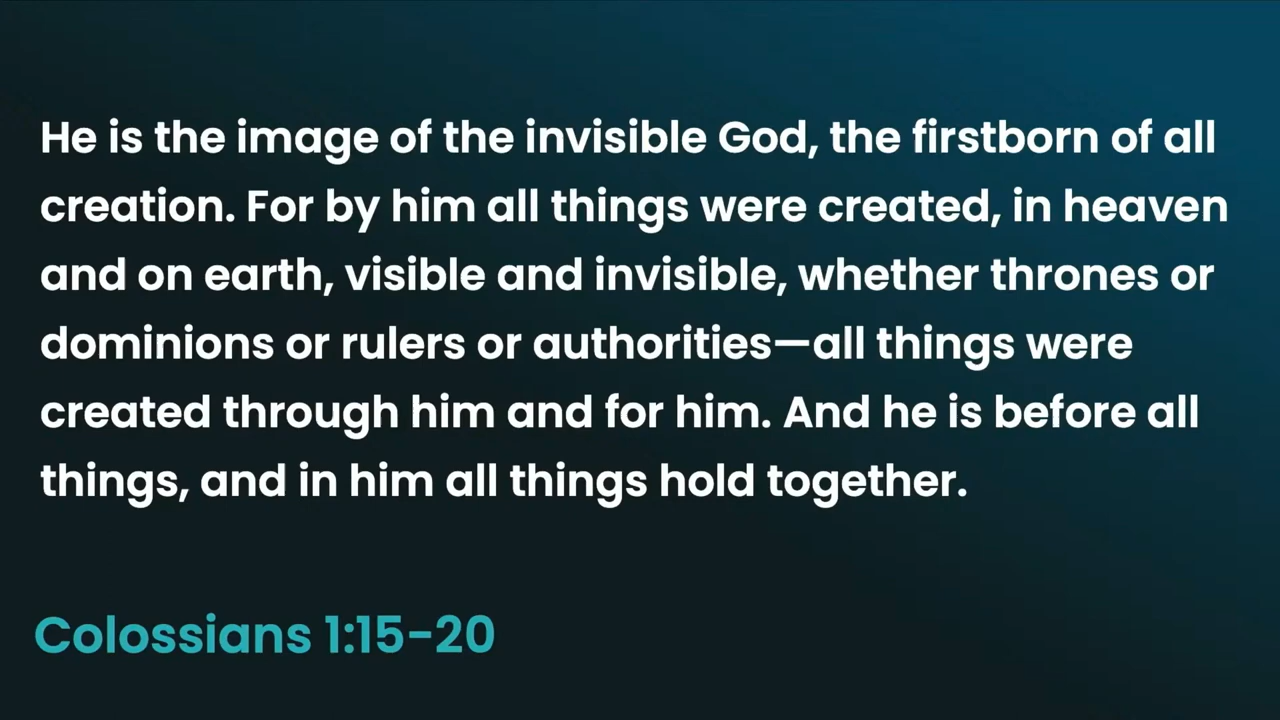 He is the image of the invisible God, the firstborn of all
creation. For by him all things were created, in heaven
and on earth, visible and invisible, whether thrones or
dominions or rulers or authorities—all things were
created through him and for him. And he is before all
things, and in him all things hold together.
Colossians 1:15-20